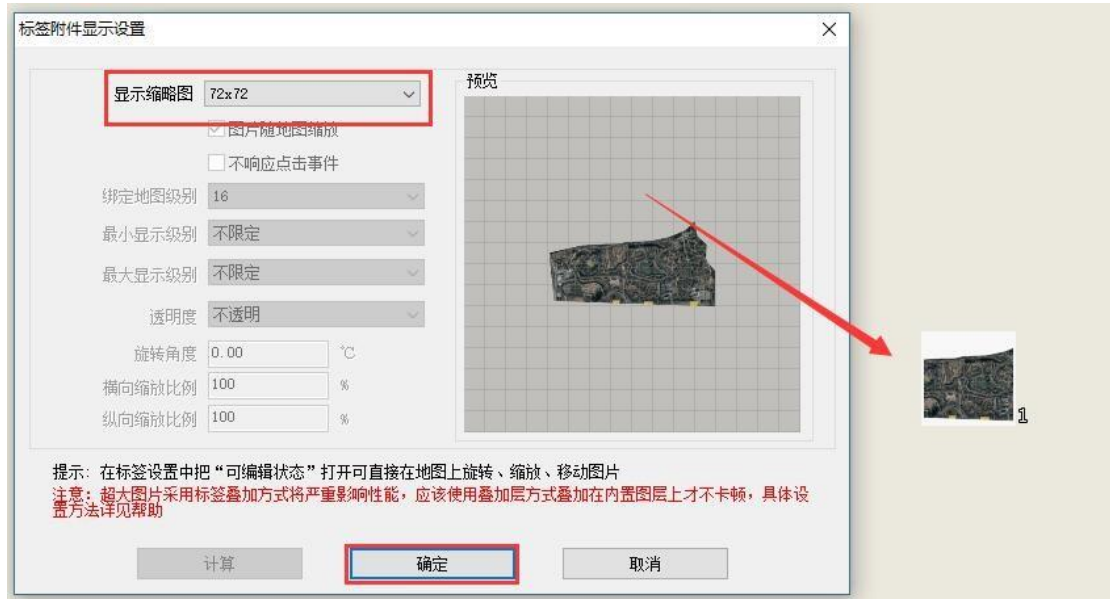 标签附件显示设置
显示缩略图 72x72
图片随地图缩放
不响应点击事件
绑定地图级别 16
最小显示级别 不限定
最大显示级别 不限定
透明度 不透明
旋转角度 0.00 ℃
横向缩放比例 100 %
纵向缩放比例 100 %
预览
1
提示: 在标签设置中把“可编辑状态”打开可直接在地图上旋转、缩放、移动图片
注意: 超大图片采用标签叠加方式将严重影响性能，应该使用叠加层方式叠加在内置图层上才不卡顿，具体设
置方法详见帮助
计算 确定 取消